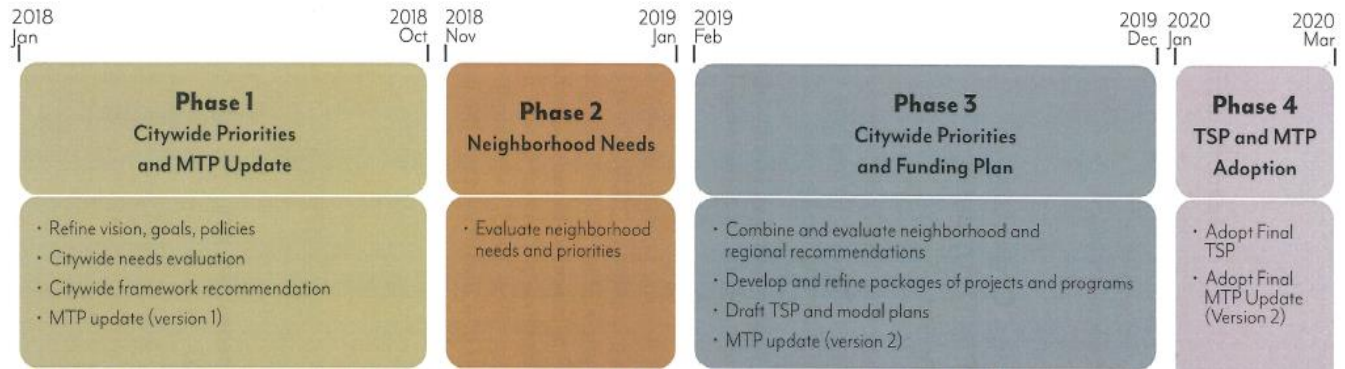 2018
Jan
2018
Oct
2018
Nov
2019
Jan
2019
Feb
2019
Dec
2020
Jan
2020
Mar
Phase 1
Citywide Priorities
and MTP Update
• Refine vision, goals, policies
• Citywide needs evaluation
• Citywide framework recommendation
• MTP update (version 1)
Phase 2
Neighborhood Needs
• Evaluate neighborhood
needs and priorities
Phase 3
Citywide Priorities
and Funding Plan
• Combine and evaluate neighborhood and
regional recommendations
• Develop and refine packages of projects and programs
• Draft TSP and modal plans
• MTP update (version 2)
Phase 4
TSP and MTP
Adoption
• Adopt Final
TSP
• Adopt Final
MTP Update
(Version 2)